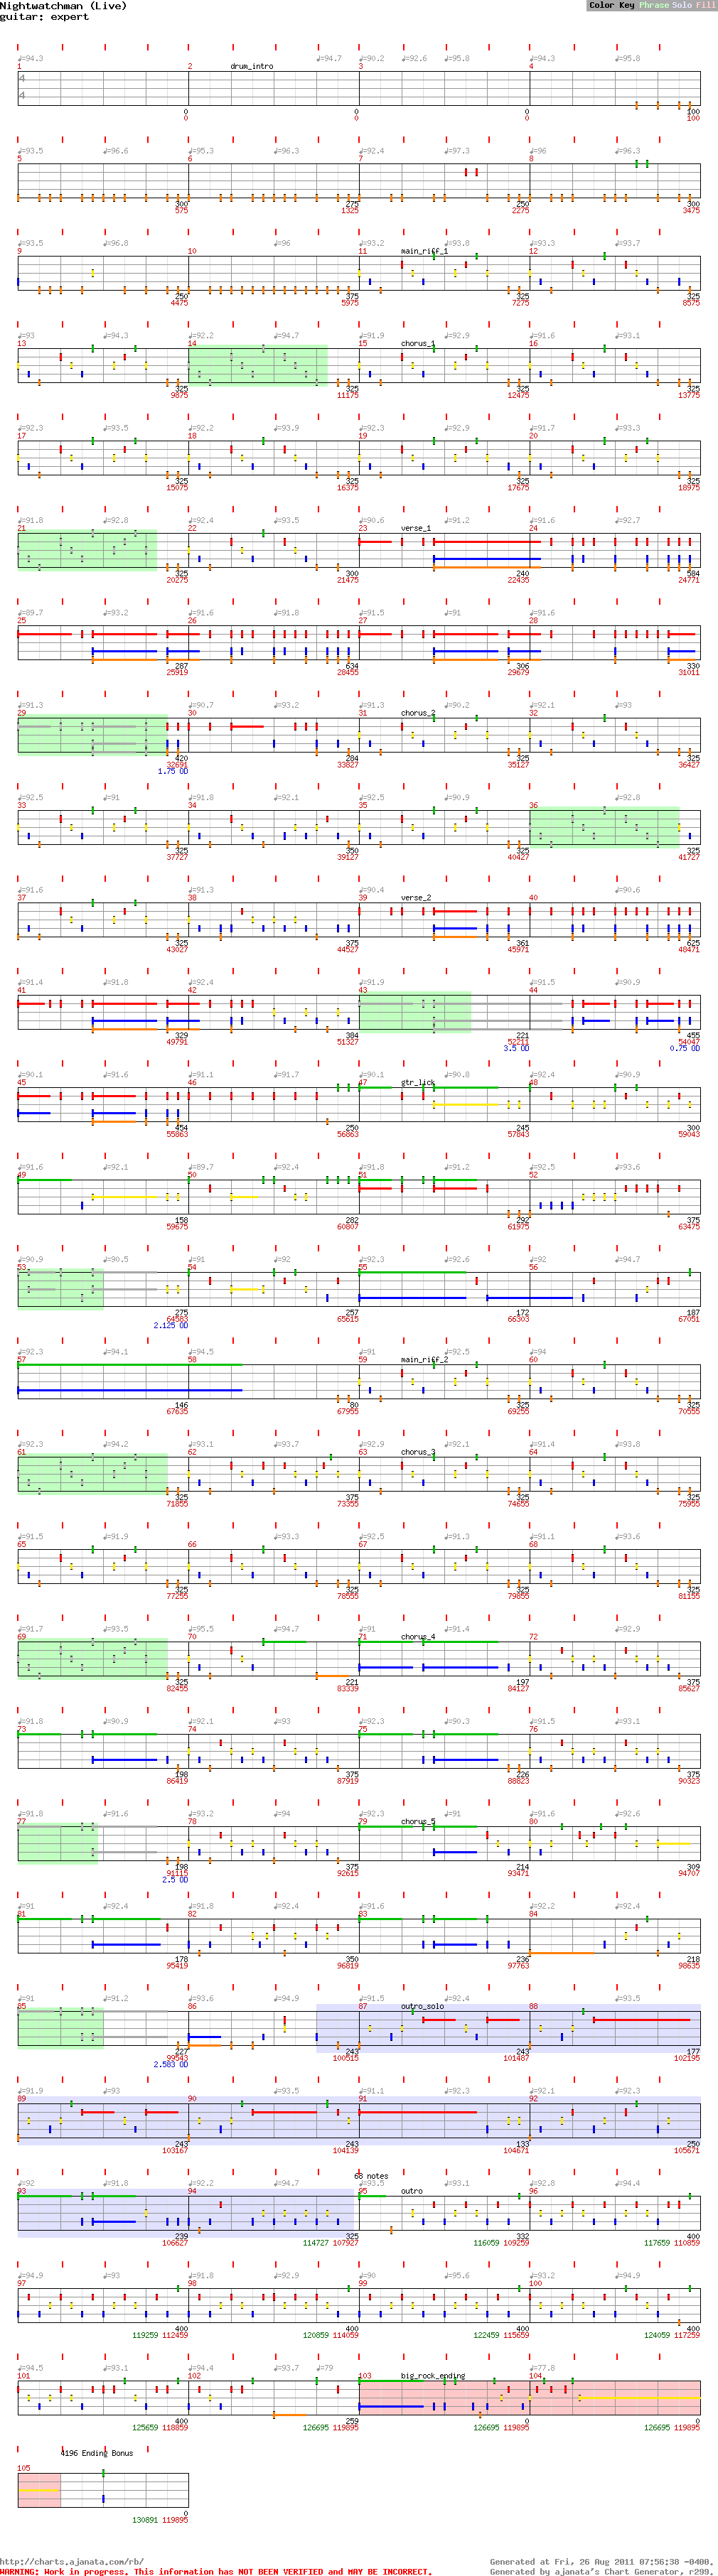 Nightwatchman (Live)
Color Key Phrase Solo Fill
guitar: expert
♩=94.3 ♩=94.7 ♩=90.2 ♩=92.6 ♩=95.8 ♩=94.3 ♩=95.8
1 2 drum_intro 3 4
4
4
0 0 0 100
0 0 0 100
♩=93.5 ♩=96.6 ♩=95.3 ♩=96.3 ♩=92.4 ♩=97.3 ♩=96 ♩=96.3
5 6 7 8
300 275 250 300
575 1325 2275 3475
♩=93.5 ♩=96.8 ♩=96 ♩=93.2 ♩=93.8 ♩=93.3 ♩=93.7
9 10 11 main_riff_1 12
250 375 325 325
4475 5975 7275 8575
♩=93 ♩=94.3 ♩=92.2 ♩=94.7 ♩=91.9 ♩=92.9 ♩=91.6 ♩=93.1
13 14 15 chorus_1 16
325 325 325 325
9875 11175 12475 13775
♩=92.3 ♩=93.5 ♩=92.2 ♩=93.9 ♩=92.3 ♩=92.9 ♩=91.7 ♩=93.3
17 18 19 20
325 325 325 325
15075 16375 17675 18975
♩=91.8 ♩=92.8 ♩=92.4 ♩=93.5 ♩=90.6 ♩=91.2 ♩=91.6 ♩=92.7
21 22 23 verse_1 24
325 300 240 584
20275 21475 22435 24771
♩=89.7 ♩=93.2 ♩=91.6 ♩=91.8 ♩=91.5 ♩=91 ♩=91.6
25 26 27 28
287 634 306 330
25919 28455 29679 31011
♩=91.3 ♩=90.7 ♩=93.2 ♩=91.3 ♩=90.2 ♩=92.1 ♩=93
29 30 31 chorus_2 32
420 284 325 325
32691 33827 35127 36427
1.75 OD
♩=92.5 ♩=91 ♩=91.8 ♩=92.1 ♩=92.5 ♩=90.9 ♩=92.8
33 34 35 36
325 350 325 325
37727 39127 40427 41727
♩=91.6 ♩=91.3 ♩=90.4 ♩=90.6
37 38 39 verse_2 40
325 375 361 625
43027 44527 45971 48471
♩=91.4 ♩=91.8 ♩=92.4 ♩=91.9 ♩=91.5 ♩=90.9
41 42 43 44
329 384 221 455
49791 51327 52211 54047
3.5 OD 0.75 OD
♩=90.1 ♩=91.6 ♩=91.1 ♩=91.7 ♩=90.1 ♩=90.8 ♩=92.4 ♩=90.9
45 46 47 gtr_lick 48
454 250 245 300
55863 56863 57843 59043
♩=91.6 ♩=92.1 ♩=89.7 ♩=92.4 ♩=91.8 ♩=91.2 ♩=92.5 ♩=93.6
49 50 51 52
158 282 292 375
59675 60807 61975 63475
♩=90.9 ♩=90.5 ♩=91 ♩=92 ♩=92.3 ♩=92.6 ♩=92 ♩=94.7
53 54 55 56
275 257 172 187
64583 65615 66303 67051
2.125 OD
♩=92.3 ♩=94.1 ♩=94.5 ♩=91 ♩=92.5 ♩=94
57 58 59 main_riff_2 60
146 80 325 325
67635 67955 69255 70555
♩=92.3 ♩=94.2 ♩=93.1 ♩=93.7 ♩=92.9 ♩=92.1 ♩=91.4 ♩=93.8
61 62 63 chorus_3 64
325 375 325 325
71855 73355 74655 75955
♩=91.5 ♩=91.9 ♩=93.3 ♩=92.5 ♩=91.3 ♩=91.1 ♩=93.6
65 66 67 68
325 325 325 325
77255 78555 79855 81155
♩=91.7 ♩=93.5 ♩=95.5 ♩=94.7 ♩=91 ♩=91.4 ♩=92.9
69 70 71 chorus_4 72
325 221 197 375
82455 83339 84127 85627
♩=91.8 ♩=90.9 ♩=92.1 ♩=93 ♩=92.3 ♩=90.3 ♩=91.5 ♩=93.1
73 74 75 76
198 375 226 375
86419 87919 88823 90323
♩=91.8 ♩=91.6 ♩=93.2 ♩=94 ♩=92.3 ♩=91 ♩=91.6 ♩=92.6
77 78 79 chorus_5 80
198 375 214 309
91115 92615 93471 94707
2.5 OD
♩=91 ♩=92.4 ♩=91.8 ♩=92.4 ♩=91.6 ♩=92.2 ♩=93.4
81 82 83 84
178 350 236 218
95419 96819 97763 98635
♩=91 ♩=91.2 ♩=93.6 ♩=94.9 ♩=91.5 ♩=92.4 ♩=93.5
85 86 87 outro_solo 88
227 243 243 177
99543 100515 101487 102195
2.583 OD
♩=91.9 ♩=93 ♩=93.5 ♩=91.1 ♩=92.3 ♩=92.1 ♩=92.3
89 90 91 92
243 243 133 250
103167 104139 104671 105671
68 notes
♩=92 ♩=91.8 ♩=92.2 ♩=94.7 ♩=93.5 ♩=93.1 ♩=92.8 ♩=94.4
93 94 95 outro 96
239 325 332 400
106627 114727 107927 116059 109259 117659 110859
♩=94.9 ♩=93 ♩=91.8 ♩=92.9 ♩=90 ♩=95.6 ♩=93.2 ♩=94.9
97 98 99 100
400 400 400 400
119259 112459 120859 114059 122459 115659 124059 117259
♩=94.5 ♩=93.1 ♩=94.4 ♩=93.7 ♩=79 ♩=77.8
101 102 103 big_rock_ending 104
400 259 0 0
125659 118859 126695 119895 126695 119895 126695 119895
4196 Ending Bonus
105
0
130891 119895
http://charts.ajanata.com/rb/
Generated at Fri, 26 Aug 2011 07:56:38 -0400.
WARNING: Work in progress. This information has NOT BEEN VERIFIED and MAY BE INCORRECT.
Generated by ajanata's Chart Generator, r299.